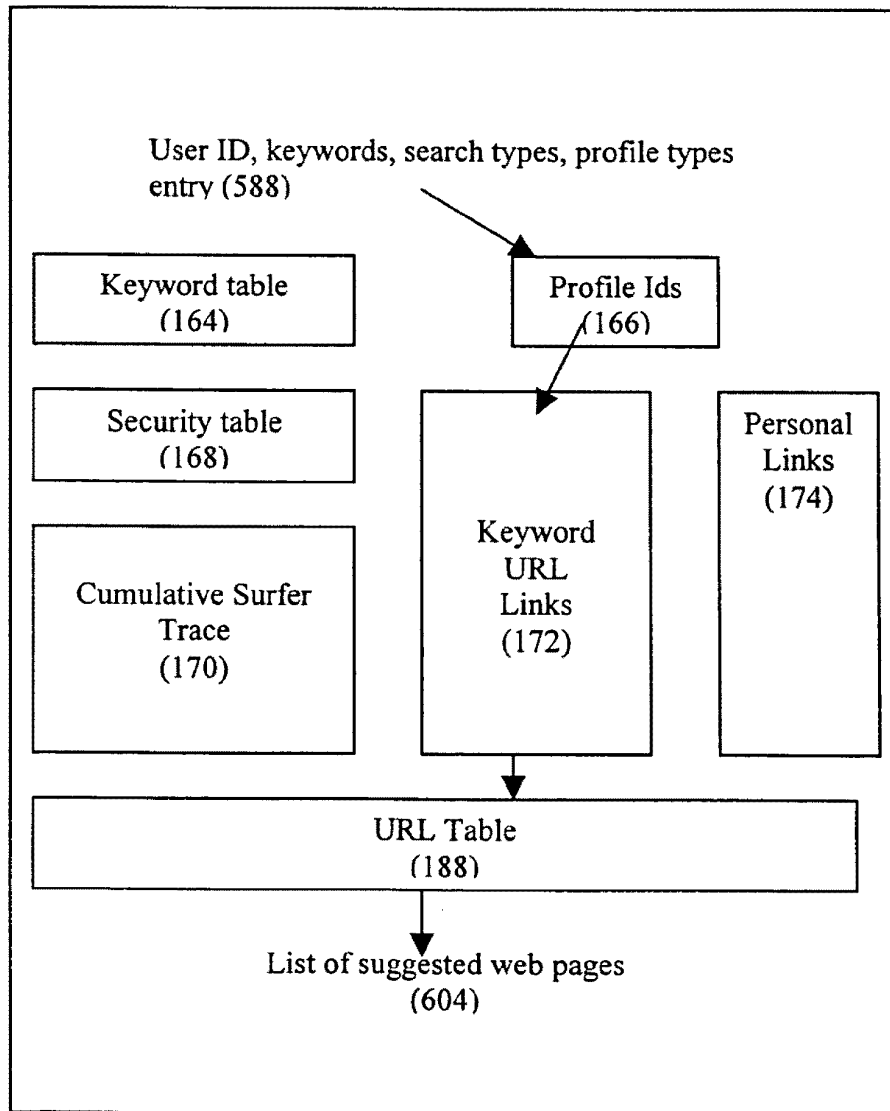 User ID, keywords, search types, profile types
entry (588)
Keyword table
(164)
Profile Ids
(166)
Security table
(168)
Personal
Links
(174)
Keyword
URL
Links
(172)
Cumulative Surfer
Trace
(170)
URL Table
(188)
List of suggested web pages
(604)